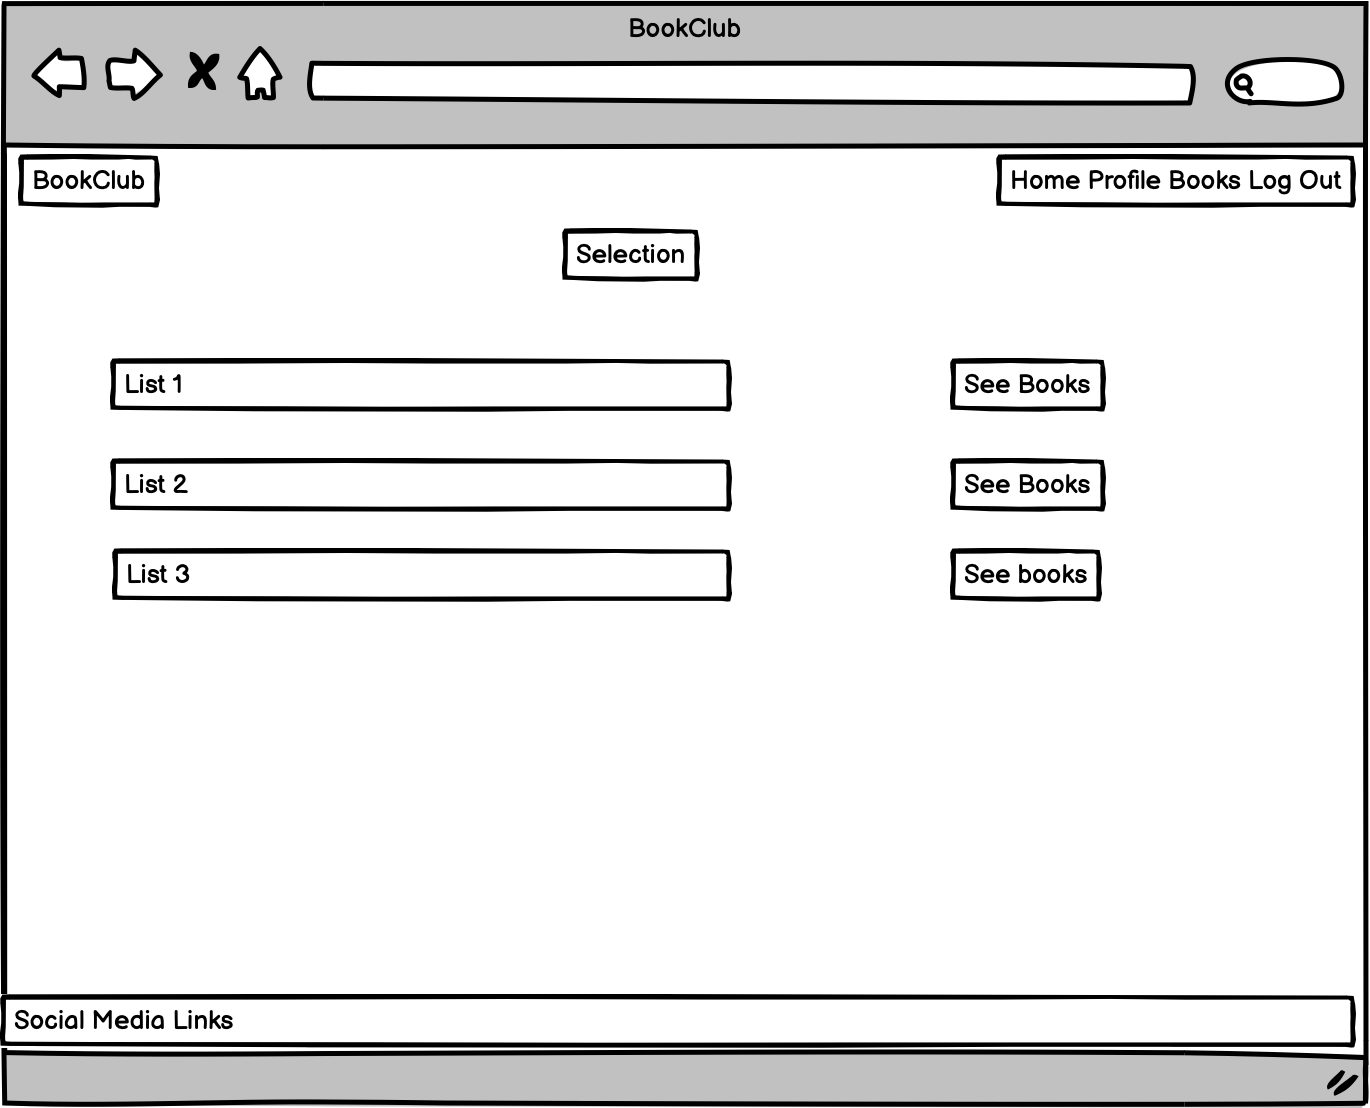 BookClub
BookClub
Home Profile Books Log Out
Selection
List 1
See Books
List 2
See Books
List 3
See books
Social Media Links